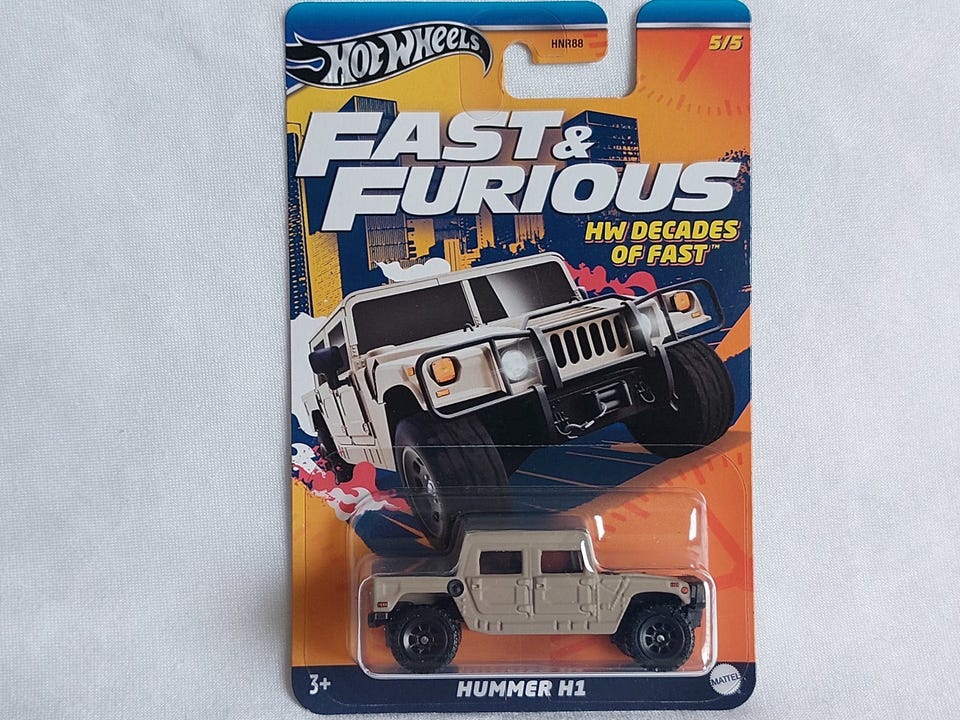 HOT WHEELS
HNR88
5/5
FAST &
FURIOUS
HW DECADES
OF FAST™
3+
HUMMER H1
MATTEL